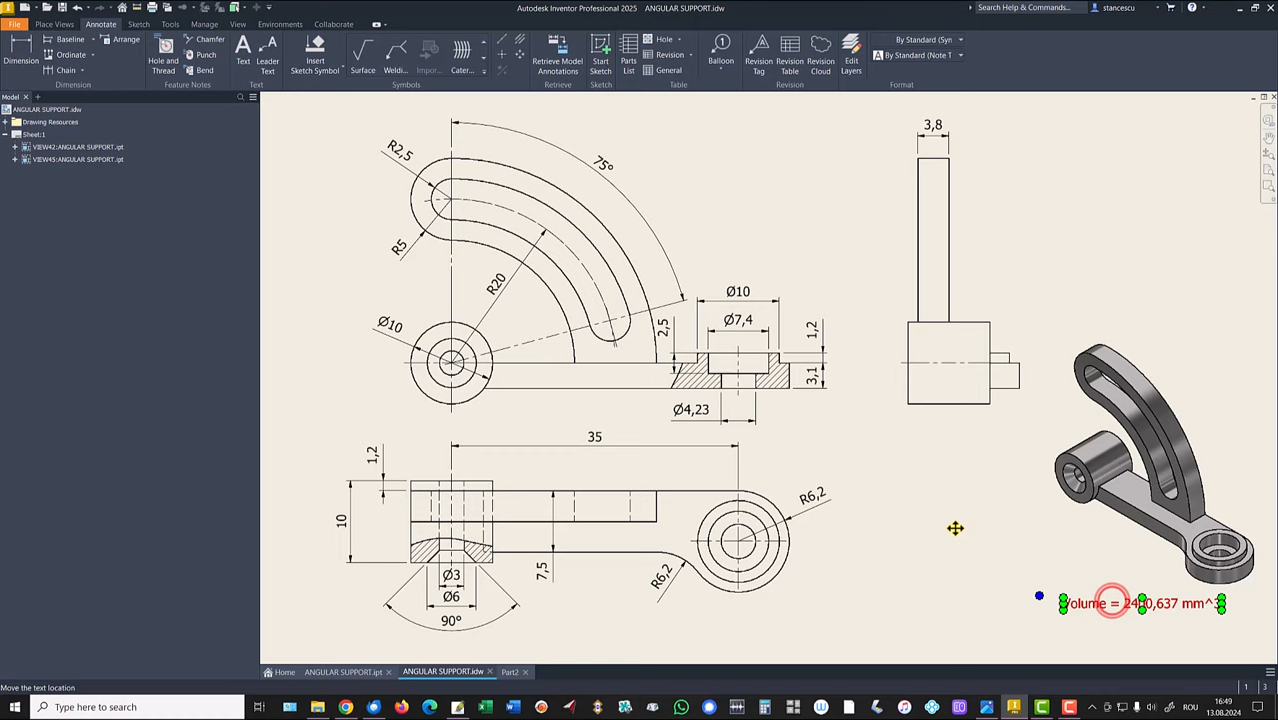 Autodesk Inventor Professional 2025 ANGULAR SUPPORT.idw
Search Help & Commands...
stancescu
File Place Views Annotate Sketch Tools Manage View Environments Collaborate
Dimension
Baseline
Ordinate
Chain
Arrange
Dimension
Hole and Thread
Chamfer
Punch
Bend
Feature Notes
Text
Leader Text
Text
Insert Sketch Symbol
Surface
Weldi...
Impor...
Cater...
Symbols
Retrieve Model Annotations
Retrieve
Start Sketch
Sketch
Parts List
Hole
Revision
General
Table
Balloon
Revision Tag
Revision Table
Revision Cloud
Revision
Edit Layers
By Standard (Syn
By Standard (Note T
Format
Model
ANGULAR SUPPORT.idw
Drawing Resources
Sheet:1
VIEW42:ANGULAR SUPPORT.ipt
VIEW45:ANGULAR SUPPORT.ipt
R2,5
75°
R5
R20
Ø10
Ø10
Ø7,4
2,5
1,2
3,1
Ø4,23
3,8
35
1,2
10
R6,2
7,5
R6,2
Ø3
Ø6
90°
Volume = 2400,637 mm^3
Home ANGULAR SUPPORT.ipt ANGULAR SUPPORT.idw Part2
Move the text location
1 3
Type here to search
ROU
16:49
13.08.2024